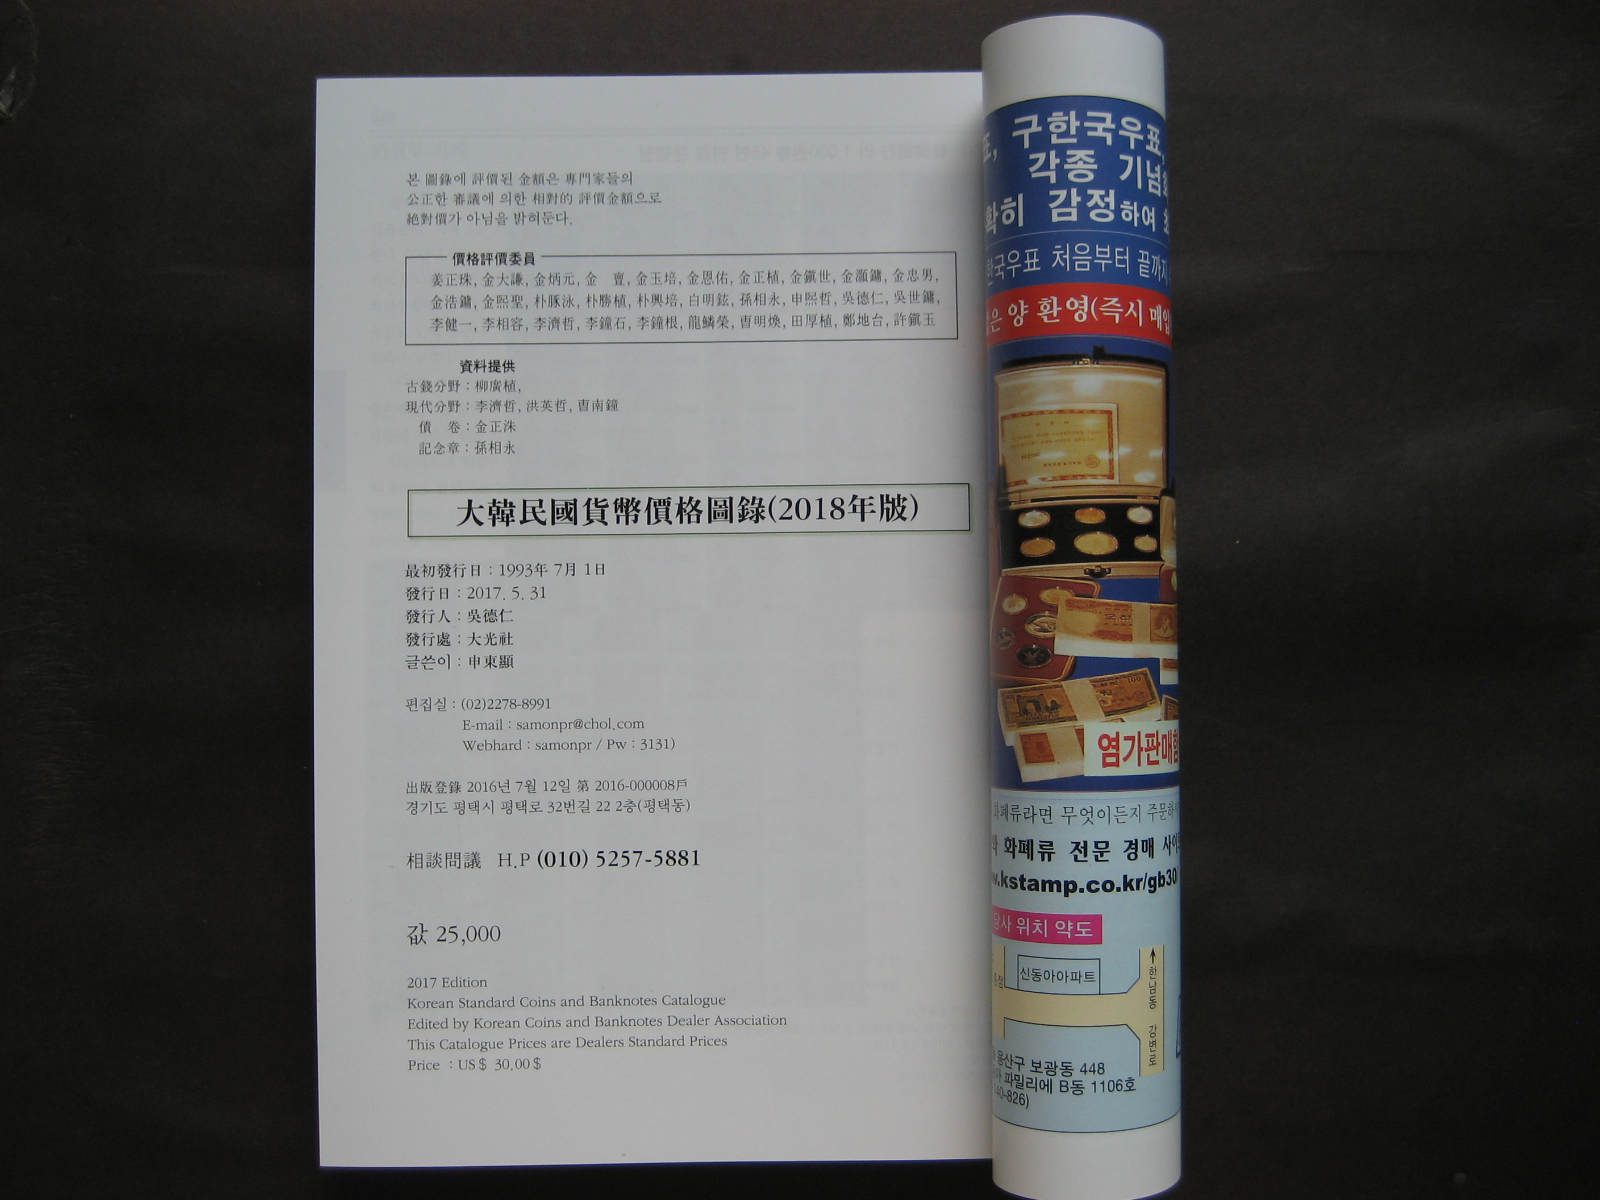 본 圖錄에 評價된 金額은 專門家들의
公正한 審議에 의한 相對的 評價金額으로
絶對價가 아님을 밝혀둔다.
價格評價委員
姜正珠, 金大謙, 金炳元, 金 賣, 金玉培, 金恩佑, 金正植, 金鎭世, 金灝鏞, 金忠男,
金浩鏞, 金熙聖, 朴豚泳, 朴勝植, 朴興培, 白明鉉, 孫相永, 申熙哲, 吳德仁, 吳世鏞,
李健一, 李相容, 李濟哲, 李鐘石, 李鐘根, 龍鱗榮, 曺明煥, 田厚植, 鄭地台, 許鎭玉
資料提供
古錢分野 : 柳廣植,
現代分野 : 李濟哲, 洪英哲, 曺南鐘
債 卷 : 金正洙
記念章 : 孫相永
大韓民國貨幣價格圖錄(2018年版)
最初發行日 : 1993年 7月 1日
發行日 : 2017. 5. 31
發行人 : 吳德仁
發行處 : 大光社
글쓴이 : 申東顯
편집실 : (02)2278-8991
E-mail : samonpr@chol.com
Webhard : samonpr / Pw : 3131)
出版登錄 2016년 7월 12일 第 2016-000008戶
경기도 평택시 평택로 32번길 22 2층(평택동)
相談問議 H.P (010) 5257-5881
값 25,000
2017 Edition
Korean Standard Coins and Banknotes Catalogue
Edited by Korean Coins and Banknotes Dealer Association
This Catalogue Prices are Dealers Standard Prices
Price : US$ 30.00$
표, 구한국우표,
각종 기념
확히 감정하여
한국우표 처음부터 끝까지
은 양 환영(즉시 매입
염가판매함
화폐류라면 무엇이든지 주문하
화폐류 전문 경매 사이트
w.kstamp.co.kr/gb30
당사 위치 약도
신동아아파트
한남동
강변로
용산구 보광동 448
파밀리에 B동 1106호
140-826)